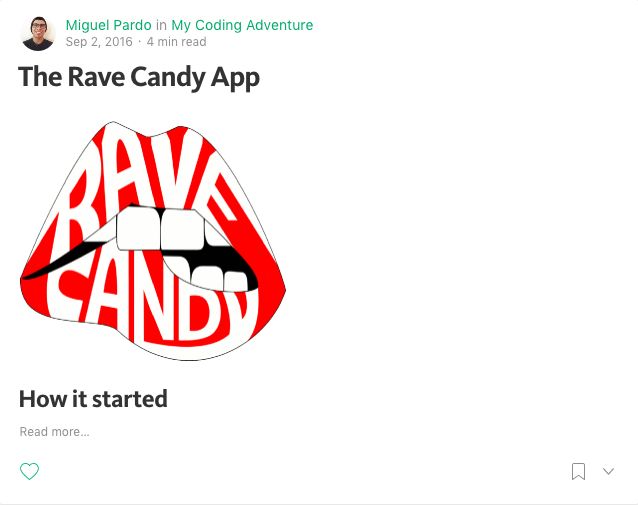 Miguel Pardo in My Coding Adventure
Sep 2, 2016 · 4 min read
The Rave Candy App
RAVE
CANDY
How it started
Read more...